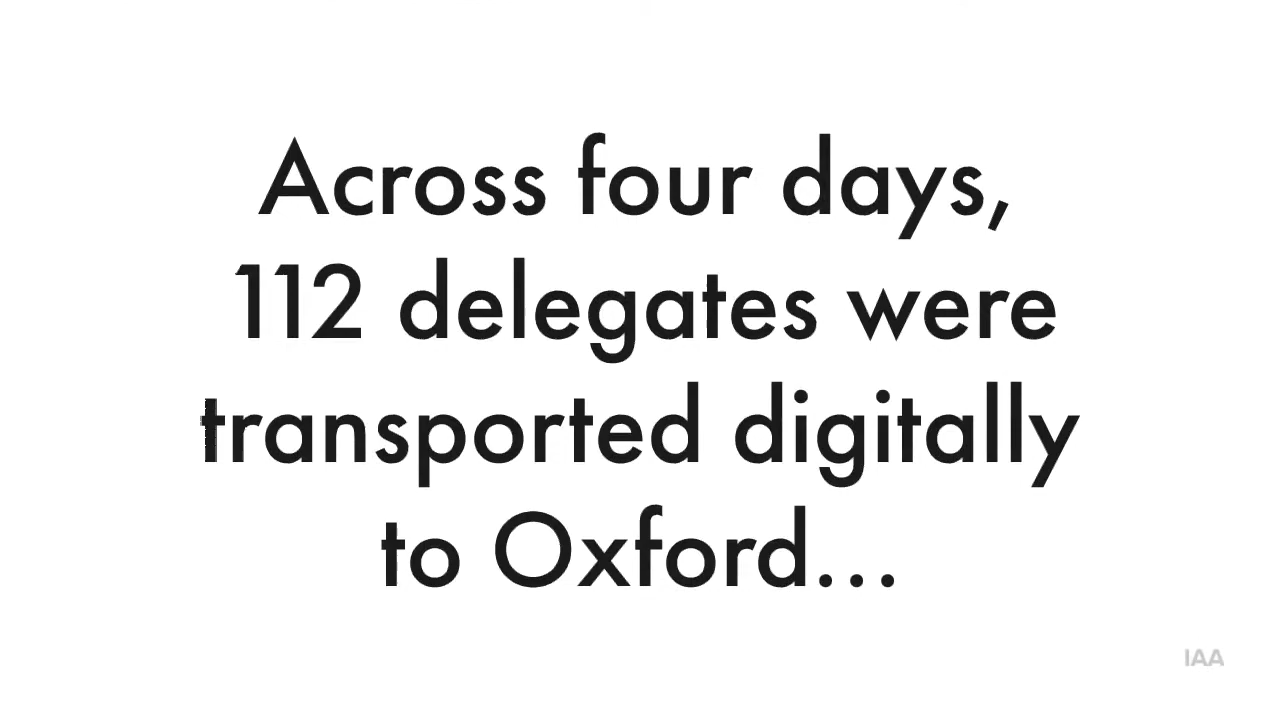 Across four days,
112 delegates were
transported digitally
to Oxford...
IAA